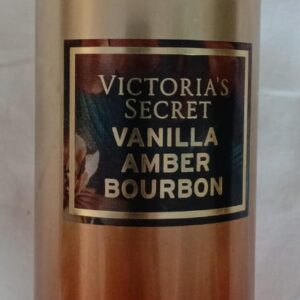 VICTORIA'S
SECRET
VANILLA
AMBER
BOURBON